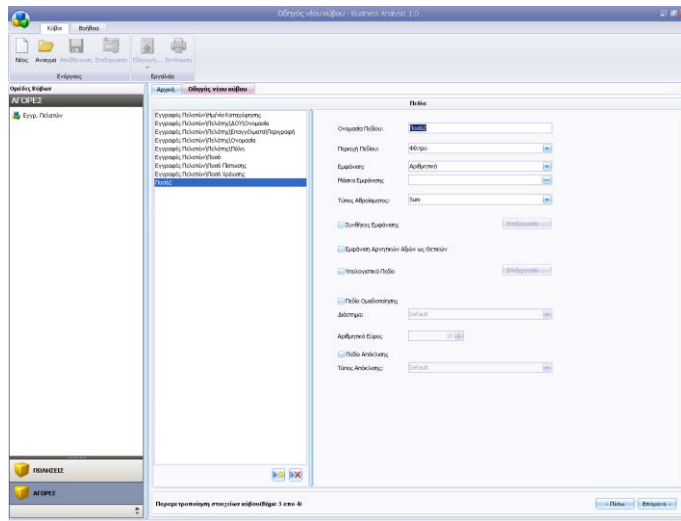 Οδηγός νέου κύβου - Business Analysis 1.0
Κύβοι Βοήθεια
Νέος Άνοιγμα Αποθήκευση Επεξεργασία Εξαγωγή... Εκτύπωση
Ενέργειες Εργαλεία
Ομάδες Κύβων
Αρχική Οδηγός νέου κύβου
ΑΓΟΡΕΣ
Πεδία
Εγγρ. Πελατών
Εγγραφές Πελατών\Ημ/νία Καταχώρησης
Εγγραφές Πελατών\Πελάτης\ΔΟΥ\Ονομασία
Εγγραφές Πελατών\Πελάτης\Επαγγέλματα\Περιγραφή
Εγγραφές Πελατών\Πελάτης\Ονομασία
Εγγραφές Πελατών\Πελάτης\Πόλη
Εγγραφές Πελατών\Ποσό
Εγγραφές Πελατών\Ποσό Πίστωσης
Εγγραφές Πελατών\Ποσό Χρέωσης
Ποσό2
Ονομασία Πεδίου: Ποσό2
Περιοχή Πεδίου: Φίλτρο
Εμφάνιση: Αριθμητικό
Μάσκα Εμφάνισης
Τύπος Αθροίσματος: Sum
Συνθήκες Εμφάνισης Επεξεργασία ...
Εμφάνιση Αρνητικών Αξιών ως Θετικών
Υπολογιστικό Πεδίο Επεξεργασία ...
Πεδίο Ομαδοποίησης
Διάστημα: Default
Αριθμητικό Εύρος 10
Πεδίο Απόκλισης
Τύπος Απόκλισης: Default
ΠΩΛΗΣΕΙΣ
ΑΓΟΡΕΣ
Παραμετροποίηση στοιχείων κύβου(Βήμα 3 απο 4)
< Πίσω Επόμενο >